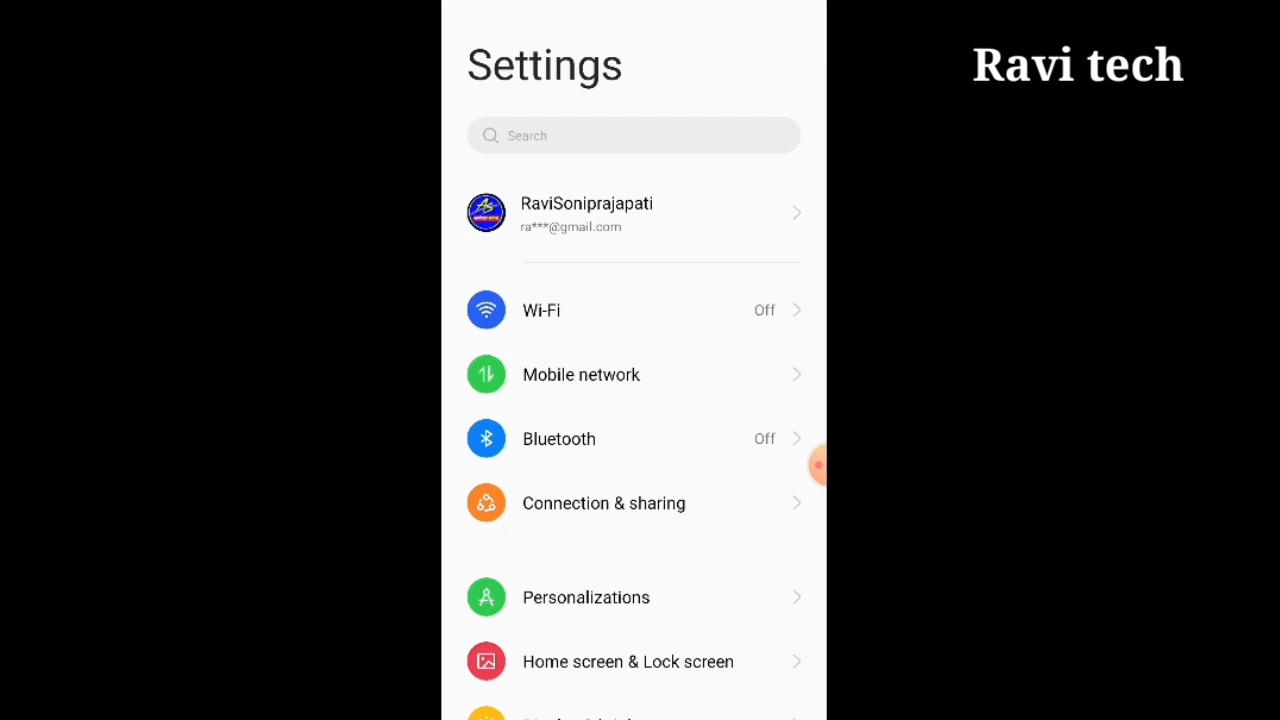 Ravi tech
Settings
Search
RaviSoniprajapati
ra***@gmail.com
Wi-Fi Off
Mobile network
Bluetooth Off
Connection & sharing
Personalizations
Home screen & Lock screen